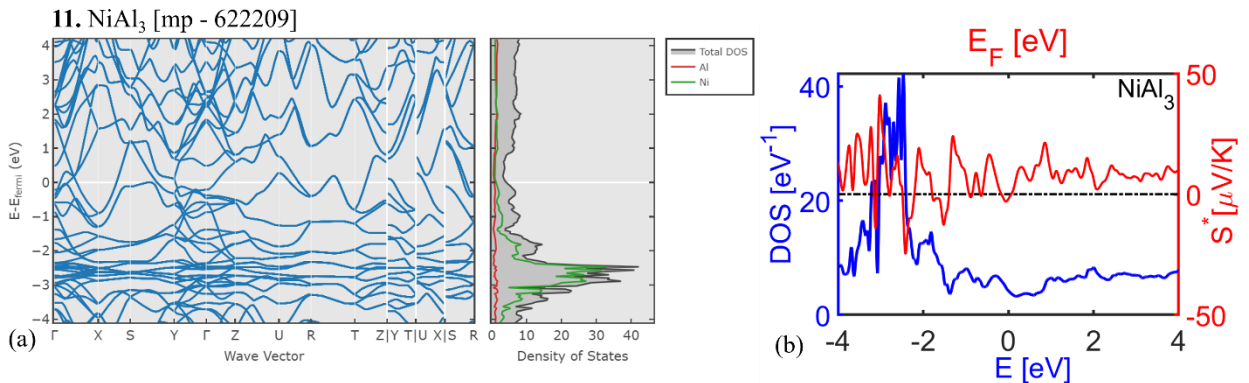 11. NiAl₃ [mp - 622209]
E-E_fermi (eV)
4
3
2
1
0
−1
−2
−3
−4
Γ X S Y Γ Z U R T Z|Y T|U X|S R
Wave Vector
(a)
0 10 20 30 40
Density of States
Total DOS
Al
Ni
E_F [eV]
NiAl₃
DOS [eV⁻¹]
40
20
0
50
0
-50
S* [μV/K]
-4 -2 0 2 4
E [eV]
(b)